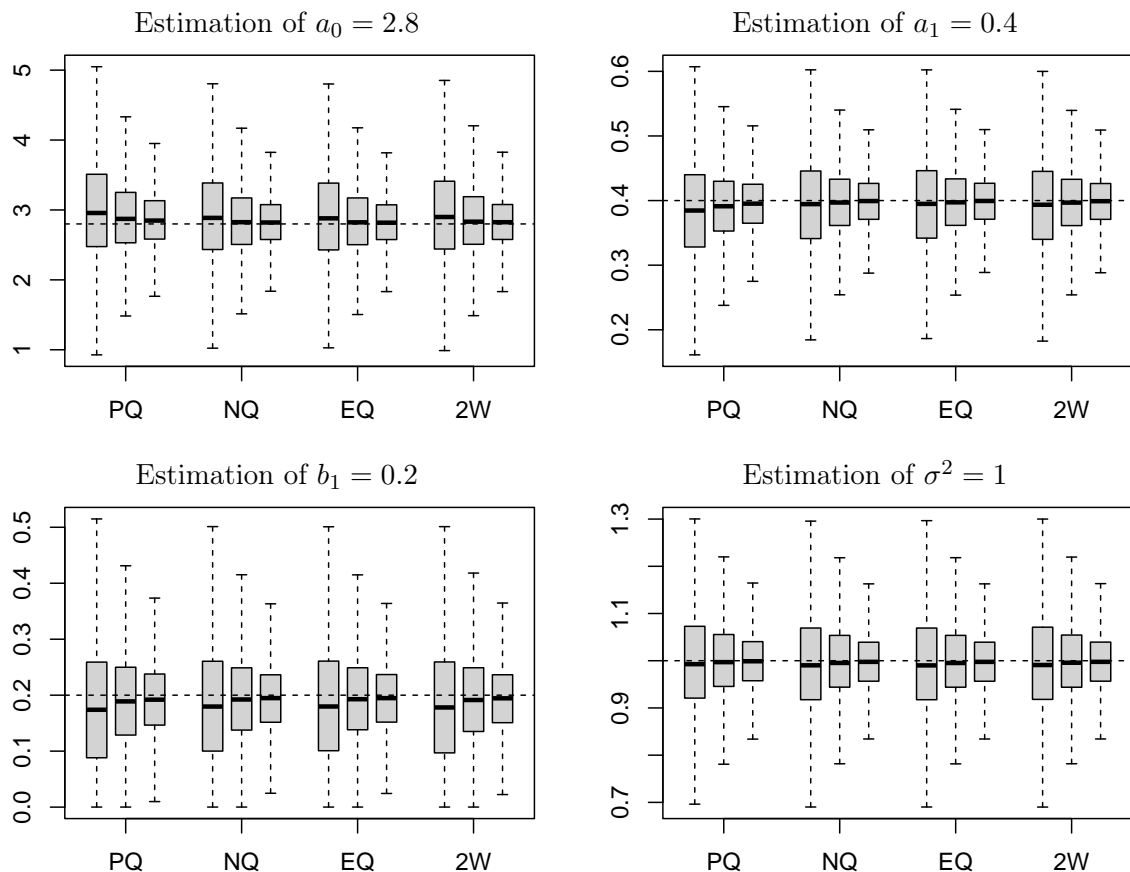 Estimation of a₀ = 2.8
5
4
3
2
1
PQ NQ EQ 2W
Estimation of a₁ = 0.4
0.6
0.5
0.4
0.3
0.2
PQ NQ EQ 2W
Estimation of b₁ = 0.2
0.5
0.4
0.3
0.2
0.1
0.0
PQ NQ EQ 2W
Estimation of σ² = 1
1.3
1.1
0.9
0.7
PQ NQ EQ 2W